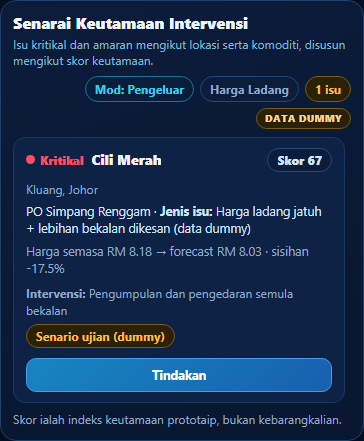 Senarai Keutamaan Intervensi
Isu kritikal dan amaran mengikut lokasi serta komoditi, disusun
mengikut skor keutamaan.
Mod: Pengeluar
Harga Ladang
1 isu
DATA DUMMY
Kritikal Cili Merah
Skor 67
Kluang, Johor
PO Simpang Renggam · Jenis isu: Harga ladang jatuh
+ lebihan bekalan dikesan (data dummy)
Harga semasa RM 8.18 → forecast RM 8.03 · sisihan
-17.5%
Intervensi: Pengumpulan dan pengedaran semula
bekalan
Senario ujian (dummy)
Tindakan
Skor ialah indeks keutamaan prototaip, bukan kebarangkalian.